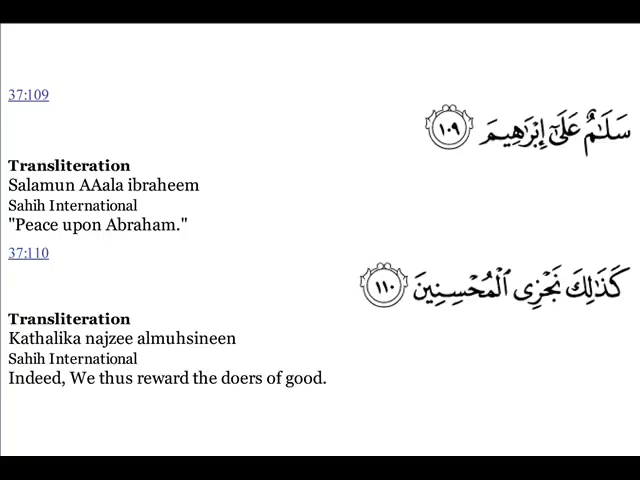 37:109
سَلَـٰمٌ عَلَىٰٓ إِبْرَٰهِيمَ ١٠٩
Transliteration
Salamun AAala ibraheem
Sahih International
"Peace upon Abraham."
37:110
كَذَٰلِكَ نَجْزِى ٱلْمُحْسِنِينَ ١١٠
Transliteration
Kathalika najzee almuhsineen
Sahih International
Indeed, We thus reward the doers of good.